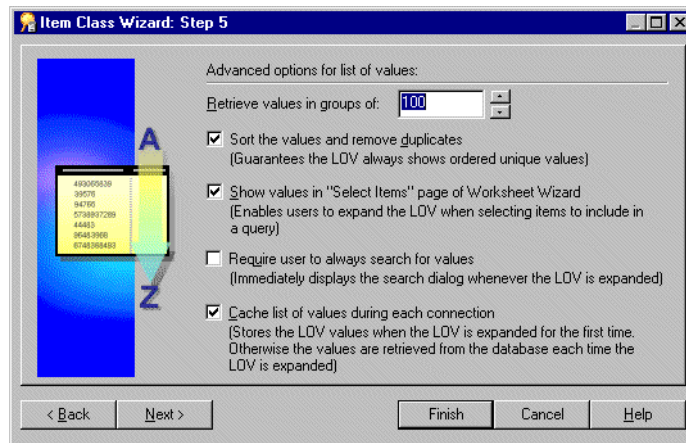 Item Class Wizard: Step 5
Advanced options for list of values:
Retrieve values in groups of: 100
Sort the values and remove duplicates
(Guarantees the LOV always shows ordered unique values)
Show values in "Select Items" page of Worksheet Wizard
(Enables users to expand the LOV when selecting items to include in
a query)
Require user to always search for values
(Immediately displays the search dialog whenever the LOV is expanded)
Cache list of values during each connection
(Stores the LOV values when the LOV is expanded for the first time.
Otherwise the values are retrieved from the database each time the
LOV is expanded)
A
39576
94766
44483
Z
< Back Next > Finish Cancel Help